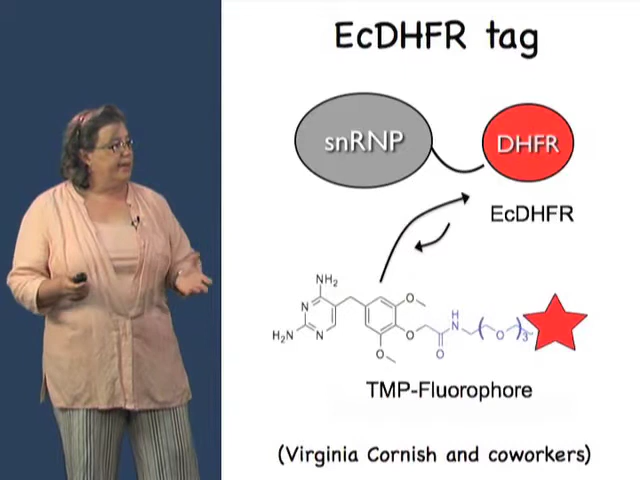 EcDHFR tag
snRNP
DHFR
EcDHFR
NH₂
N
H₂N
N
O
O
O
O
H
N
O
3
TMP-Fluorophore
(Virginia Cornish and coworkers)